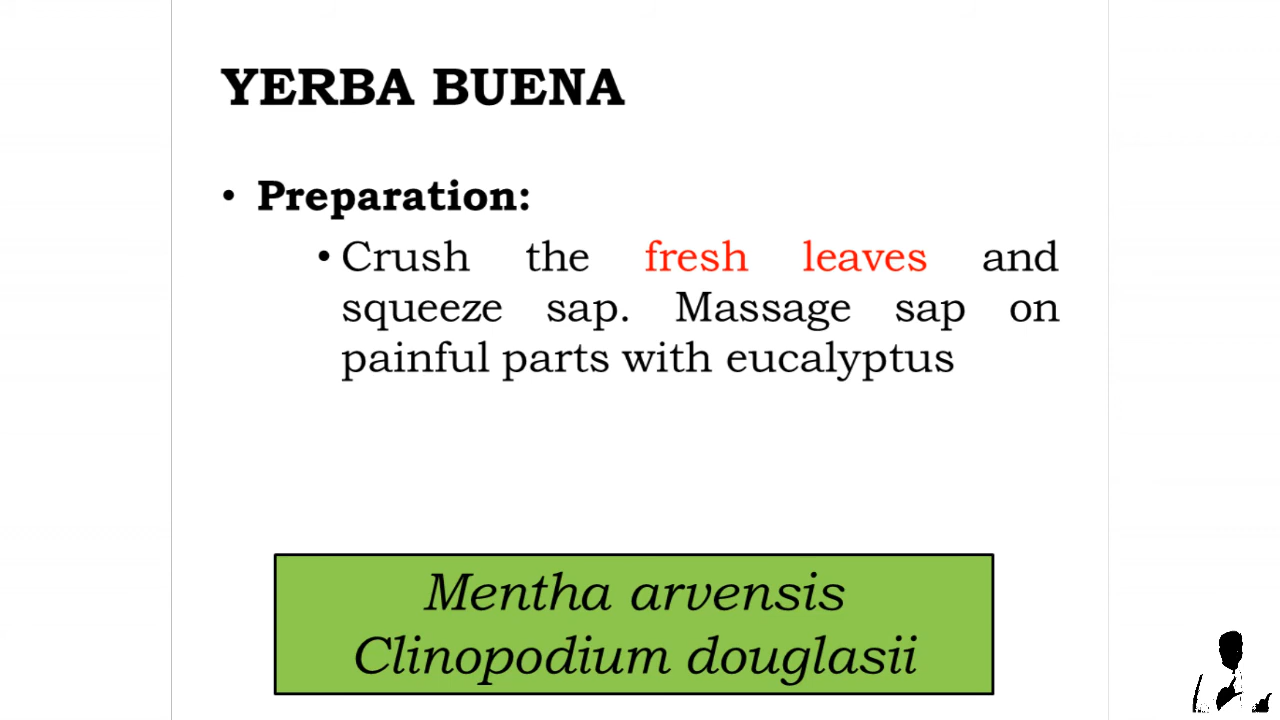 YERBA BUENA
• Preparation:
• Crush the fresh leaves and
squeeze sap. Massage sap on
painful parts with eucalyptus
Mentha arvensis
Clinopodium douglasii